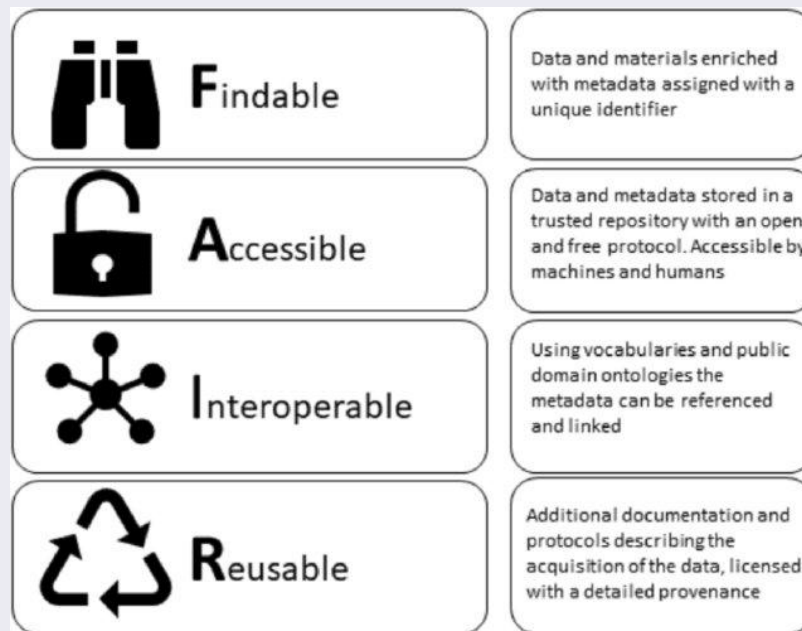 Findable
Data and materials enriched
with metadata assigned with a
unique identifier
Accessible
Data and metadata stored in a
trusted repository with an open
and free protocol. Accessible by
machines and humans
Interoperable
Using vocabularies and public
domain ontologies the
metadata can be referenced
and linked
Reusable
Additional documentation and
protocols describing the
acquisition of the data, licensed
with a detailed provenance